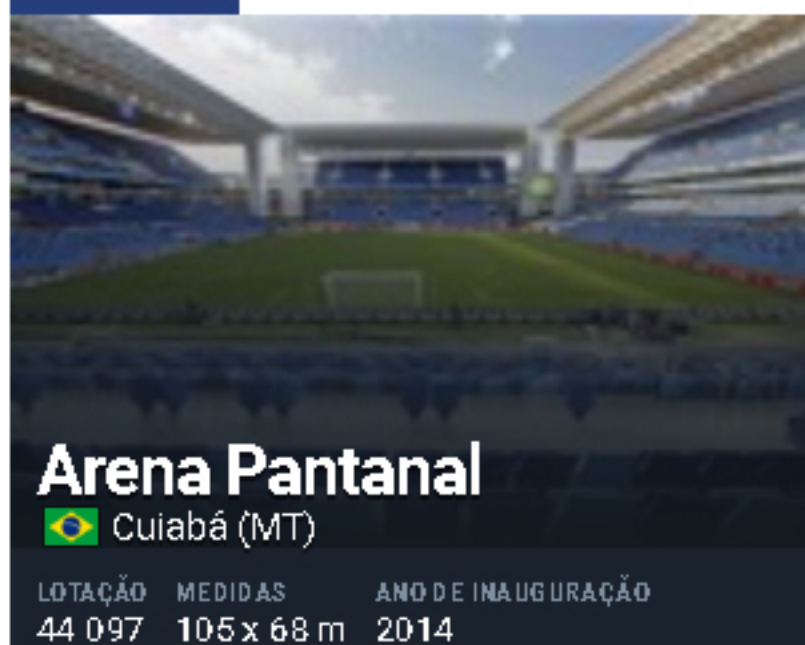 Arena Pantanal
Cuiabá (MT)
LOTAÇÃO MEDIDAS ANO DE INAUGURAÇÃO
44 097 105 x 68 m 2014